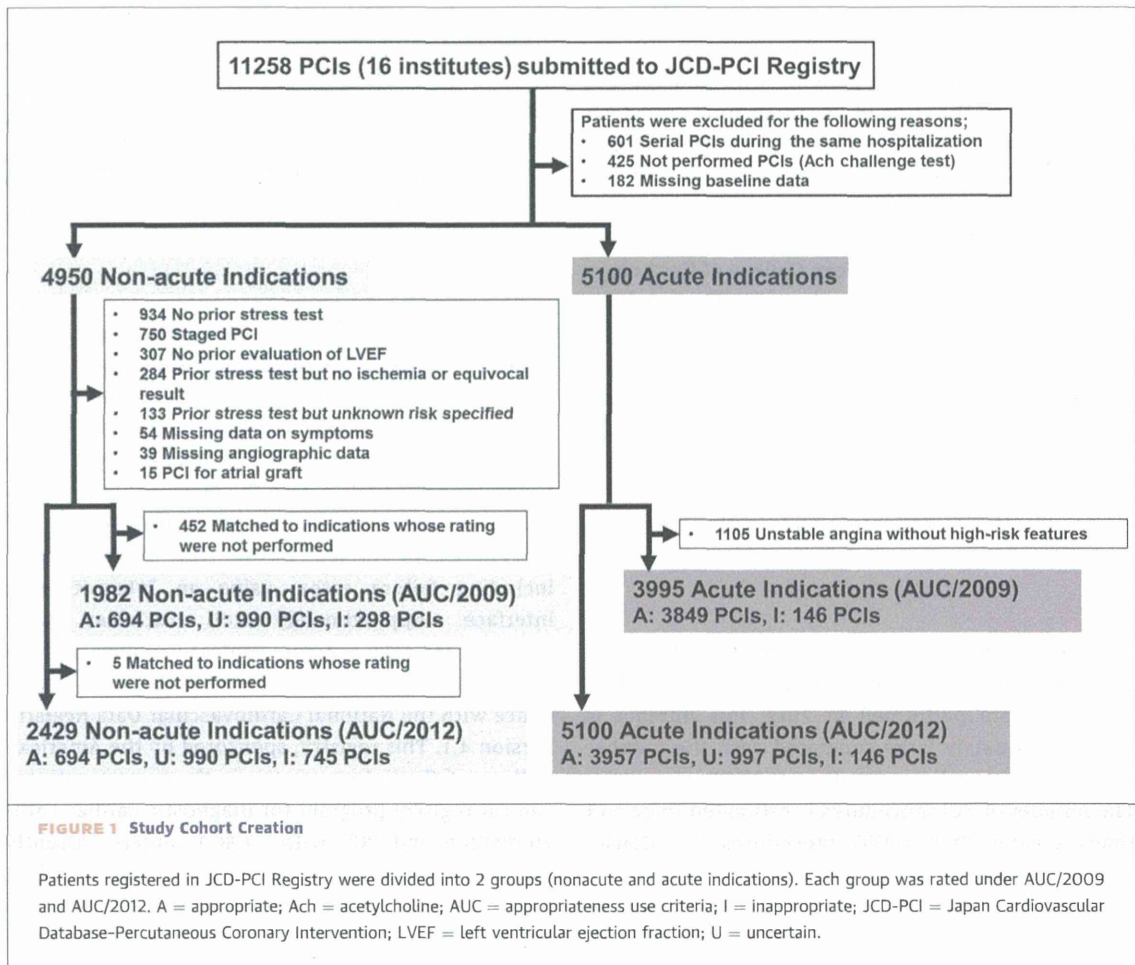 11258 PCIs (16 institutes) submitted to JCD-PCI Registry
Patients were excluded for the following reasons;
• 601 Serial PCIs during the same hospitalization
• 425 Not performed PCIs (Ach challenge test)
• 182 Missing baseline data
4950 Non-acute Indications
5100 Acute Indications
• 934 No prior stress test
• 750 Staged PCI
• 307 No prior evaluation of LVEF
• 284 Prior stress test but no ischemia or equivocal
result
• 133 Prior stress test but unknown risk specified
• 54 Missing data on symptoms
• 39 Missing angiographic data
• 15 PCI for atrial graft
• 452 Matched to indications whose rating
were not performed
• 1105 Unstable angina without high-risk features
1982 Non-acute Indications (AUC/2009)
A: 694 PCIs, U: 990 PCIs, I: 298 PCIs
3995 Acute Indications (AUC/2009)
A: 3849 PCIs, I: 146 PCIs
• 5 Matched to indications whose rating
were not performed
2429 Non-acute Indications (AUC/2012)
A: 694 PCIs, U: 990 PCIs, I: 745 PCIs
5100 Acute Indications (AUC/2012)
A: 3957 PCIs, U: 997 PCIs, I: 146 PCIs
FIGURE 1 Study Cohort Creation
Patients registered in JCD-PCI Registry were divided into 2 groups (nonacute and acute indications). Each group was rated under AUC/2009
and AUC/2012. A = appropriate; Ach = acetylcholine; AUC = appropriateness use criteria; I = inappropriate; JCD-PCI = Japan Cardiovascular
Database-Percutaneous Coronary Intervention; LVEF = left ventricular ejection fraction; U = uncertain.